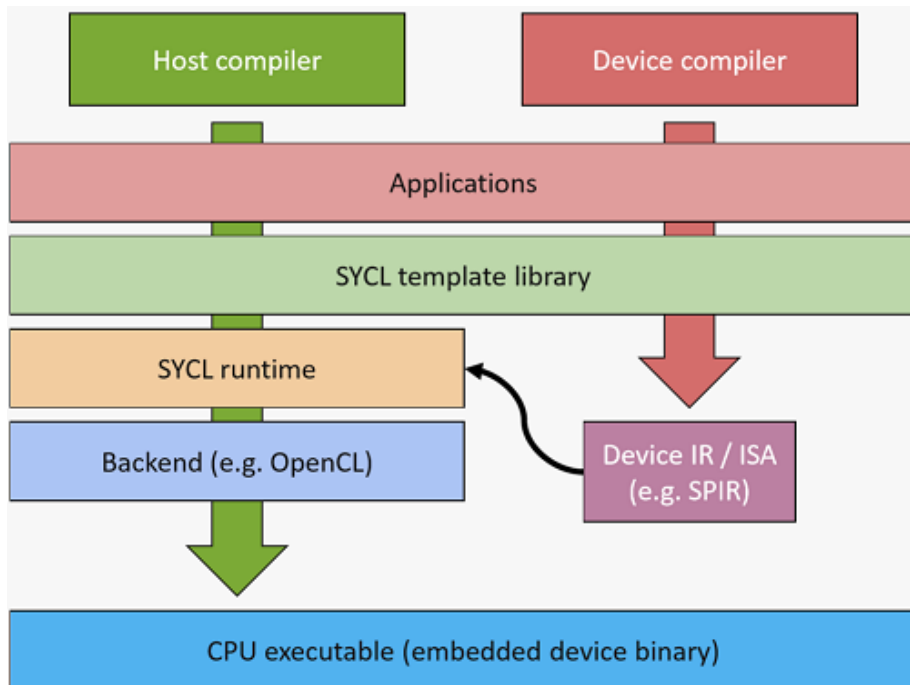 Host compiler
Device compiler
Applications
SYCL template library
SYCL runtime
Backend (e.g. OpenCL)
Device IR / ISA
(e.g. SPIR)
CPU executable (embedded device binary)